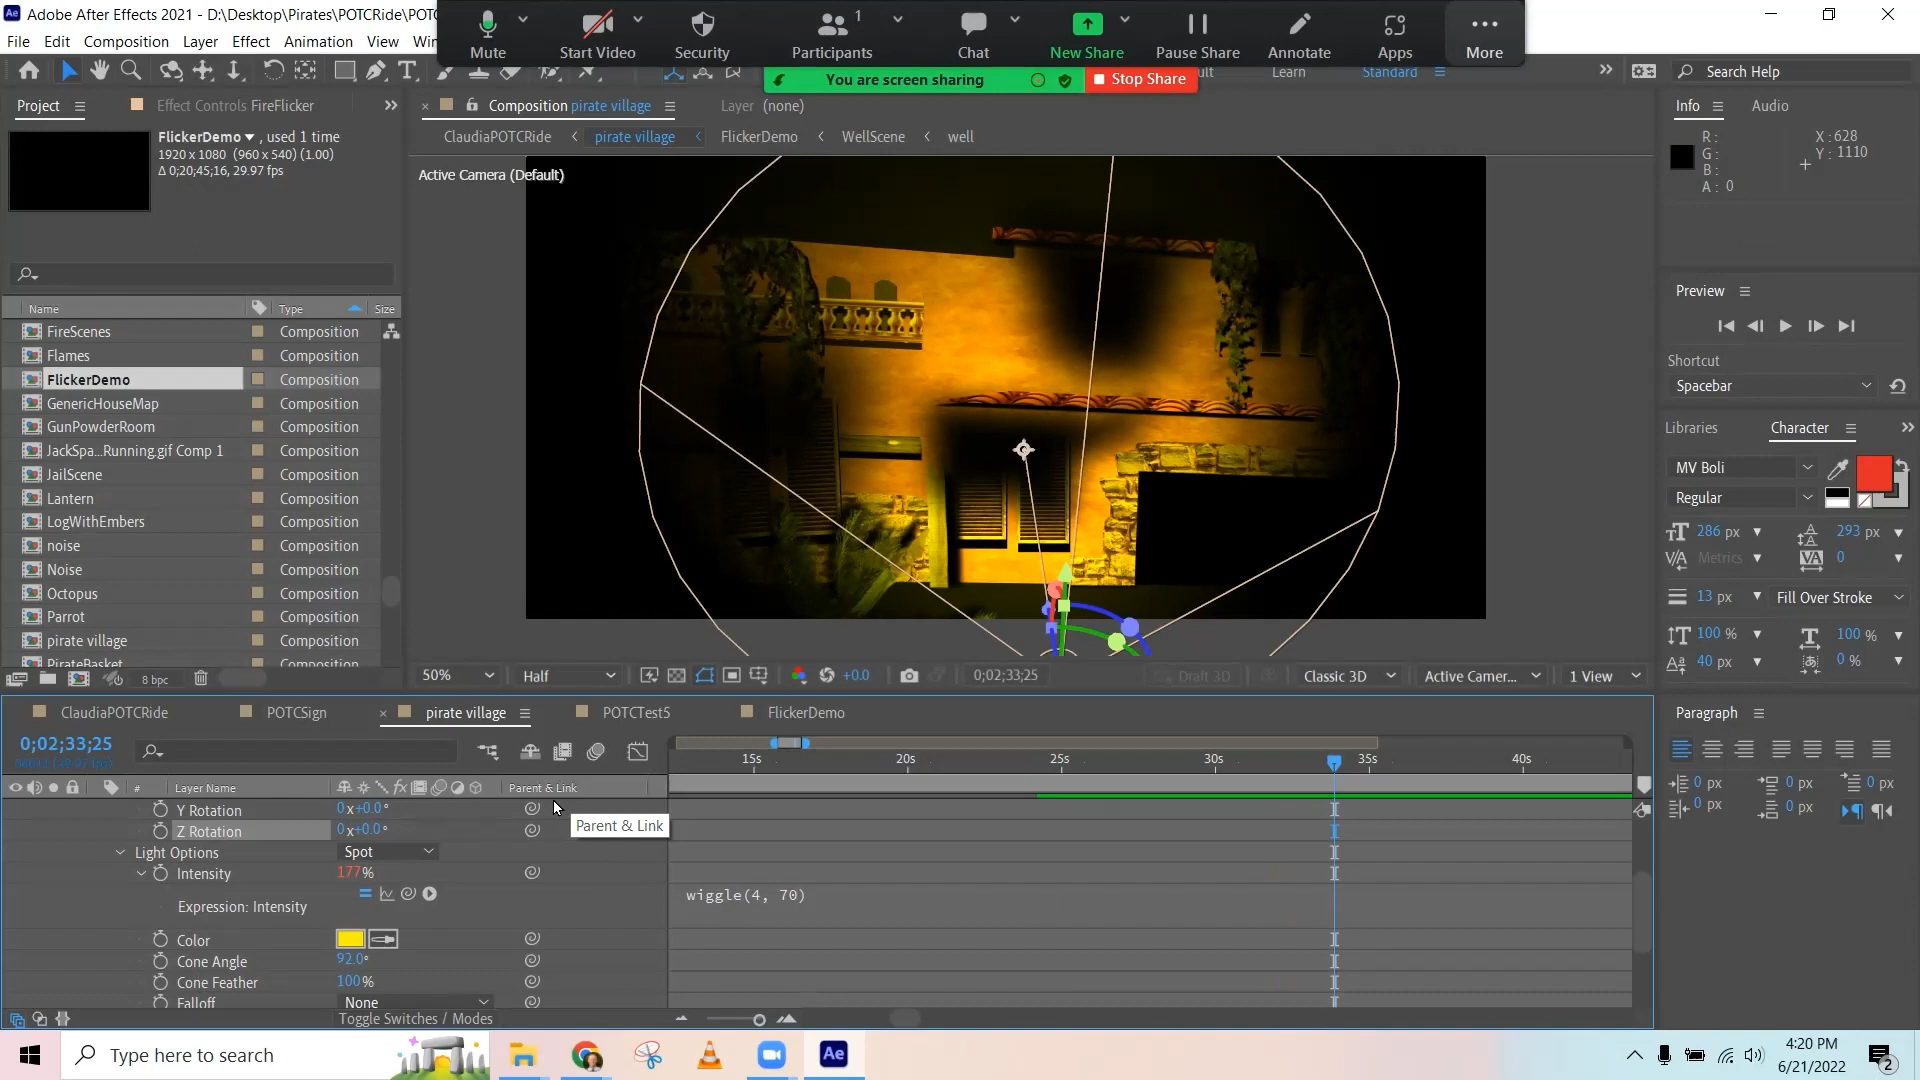 Adobe After Effects 2021 - D:\Desktop\Pirates\POTCRide\POTC
File Edit Composition Layer Effect Animation View Win
Mute Start Video Security Participants 1 Chat New Share Pause Share Annotate Apps More
You are screen sharing Stop Share
Learn Standard Search Help
Project Effect Controls FireFlicker
Composition pirate village Layer (none)
Info Audio
FlickerDemo , used 1 time
1920 x 1080 (960 x 540) (1.00)
Δ 0;20;45;16, 29.97 fps
ClaudiaPOTCRide pirate village FlickerDemo WellScene well
Active Camera (Default)
R :
G :
B :
A : 0
X : 628
Y : 1110
Preview
Shortcut
Spacebar
Name Type Size
FireScenes Composition
Flames Composition
FlickerDemo Composition
GenericHouseMap Composition
GunPowderRoom Composition
JackSpa...Running.gif Comp 1 Composition
JailScene Composition
Lantern Composition
LogWithEmbers Composition
noise Composition
Noise Composition
Octopus Composition
Parrot Composition
pirate village Composition
PirateBasket Composition
8 bpc
Libraries Character
MV Boli
Regular
286 px 293 px
Metrics 0
13 px Fill Over Stroke
100 % 100 %
40 px 0 %
50% Half +0.0 0;02;33;25 Draft 3D Classic 3D Active Camer... 1 View
ClaudiaPOTCRide POTCSign pirate village POTCTest5 FlickerDemo
0;02;33;25
15s 20s 25s 30s 35s 40s
# Layer Name Parent & Link
Y Rotation 0x+0.0°
Z Rotation 0x+0.0°
Parent & Link
Light Options Spot
Intensity 177%
Expression: Intensity wiggle(4, 70)
Color
Cone Angle 92.0°
Cone Feather 100%
Falloff None
Toggle Switches / Modes
Paragraph
0 px 0 px 0 px
0 px 0 px
Type here to search
4:20 PM
6/21/2022
2